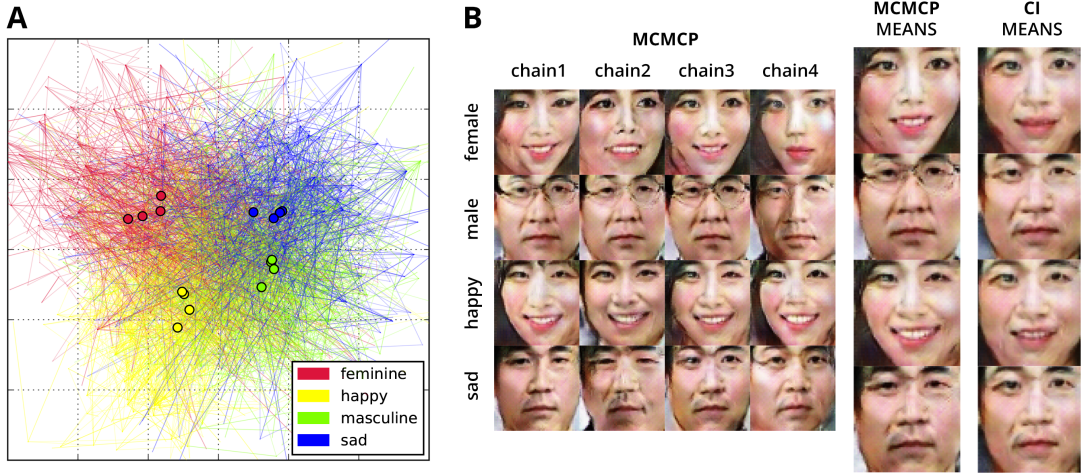 A
feminine
happy
masculine
sad
B
MCMCP
chain1 chain2 chain3 chain4
female
male
happy
sad
MCMCP
MEANS
CI
MEANS